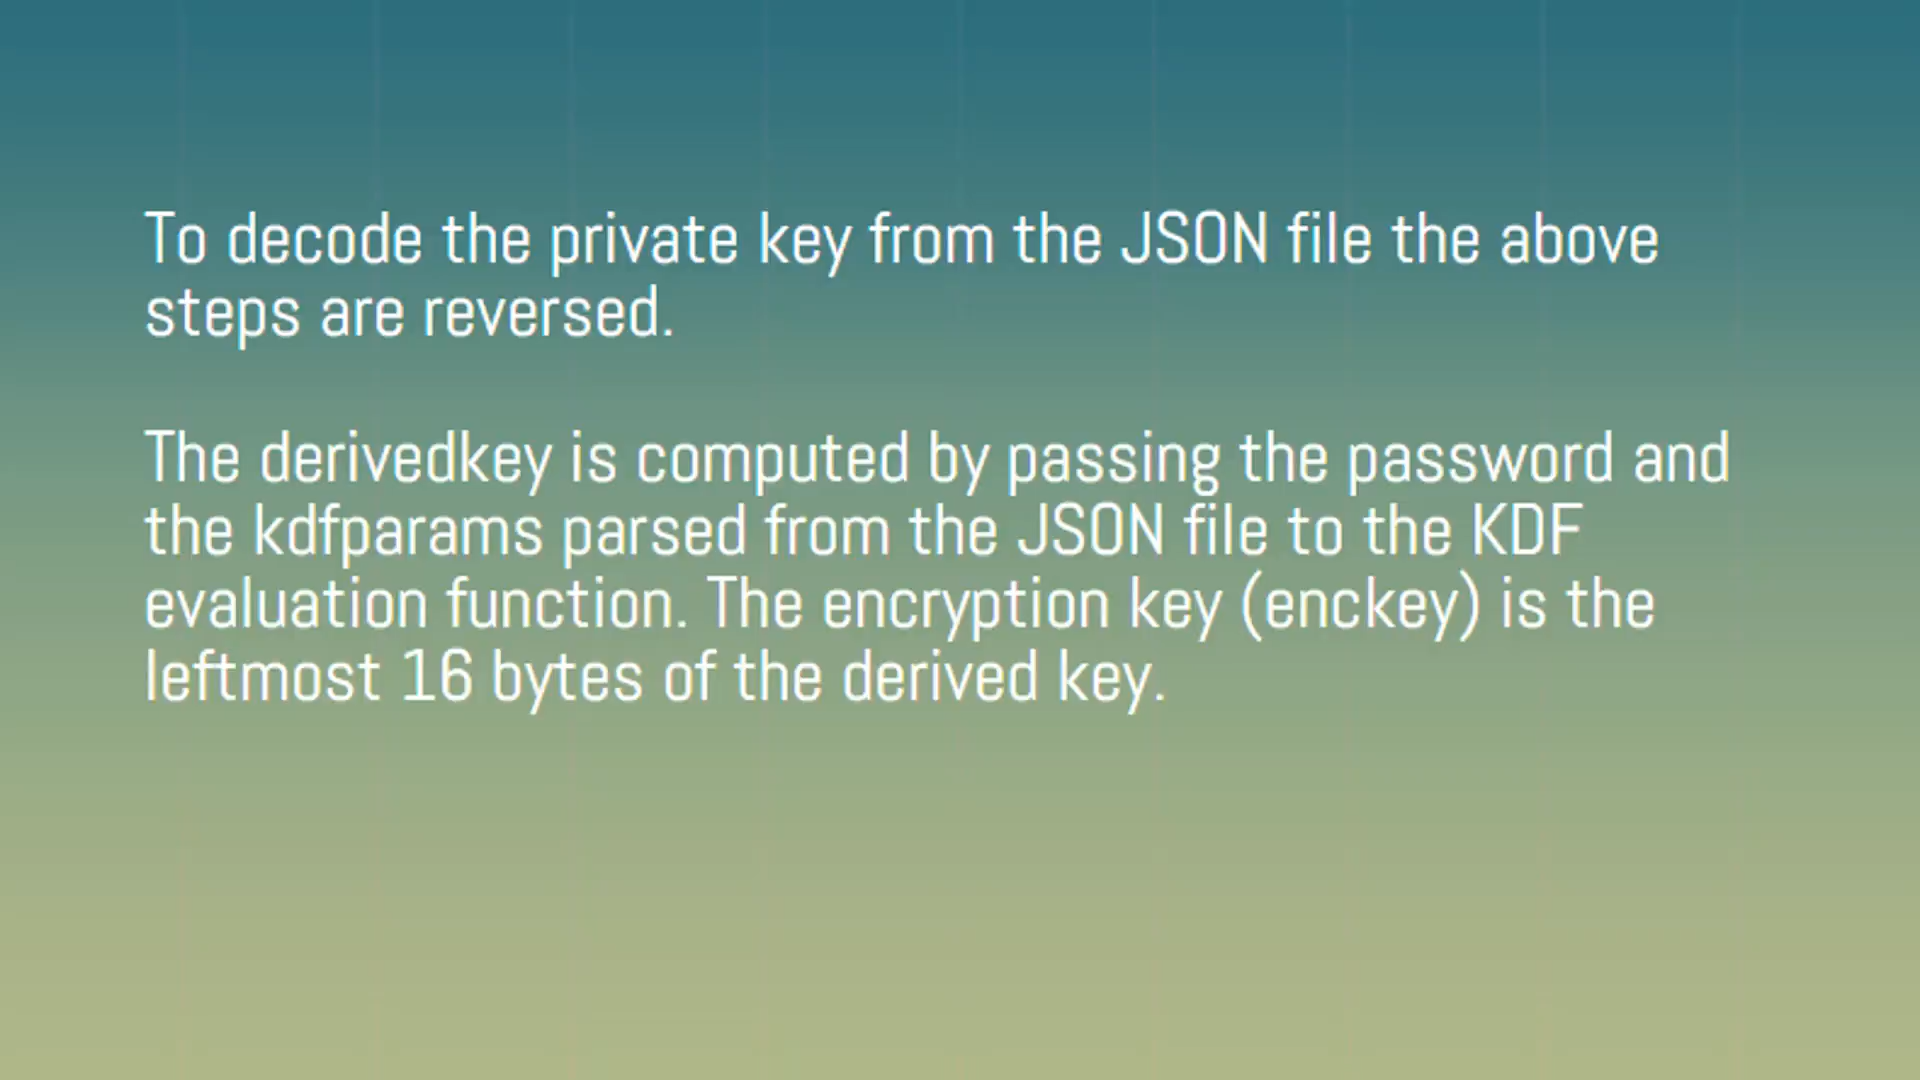 To decode the private key from the JSON file the above
steps are reversed.
The derivedkey is computed by passing the password and
the kdfparams parsed from the JSON file to the KDF
evaluation function. The encryption key (enckey) is the
leftmost 16 bytes of the derived key.